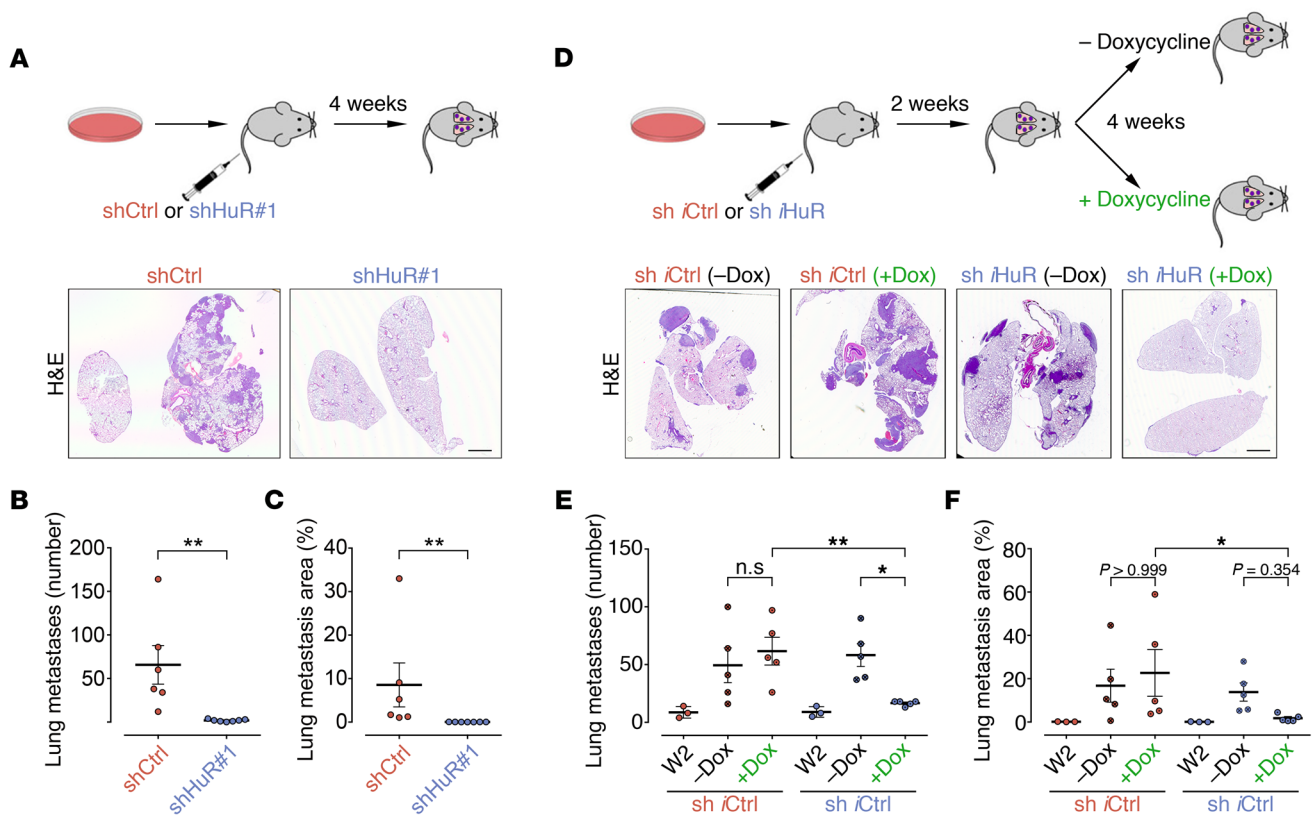 A
4 weeks
shCtrl or shHuR#1
shCtrl
shHuR#1
H&E
B
Lung metastases (number)
200
150
100
50
**
shCtrl
shHuR#1
C
Lung metastasis area (%)
40
30
20
10
0
**
shCtrl
shHuR#1
D
– Doxycycline
2 weeks
4 weeks
+ Doxycycline
sh iCtrl or sh iHuR
sh iCtrl (–Dox)
sh iCtrl (+Dox)
sh iHuR (–Dox)
sh iHuR (+Dox)
H&E
E
Lung metastases (number)
150
100
50
0
**
n.s
*
W2
–Dox
+Dox
W2
–Dox
+Dox
sh iCtrl
sh iCtrl
F
Lung metastasis area (%)
80
60
40
20
0
*
P > 0.999
P = 0.354
W2
–Dox
+Dox
W2
–Dox
+Dox
sh iCtrl
sh iCtrl